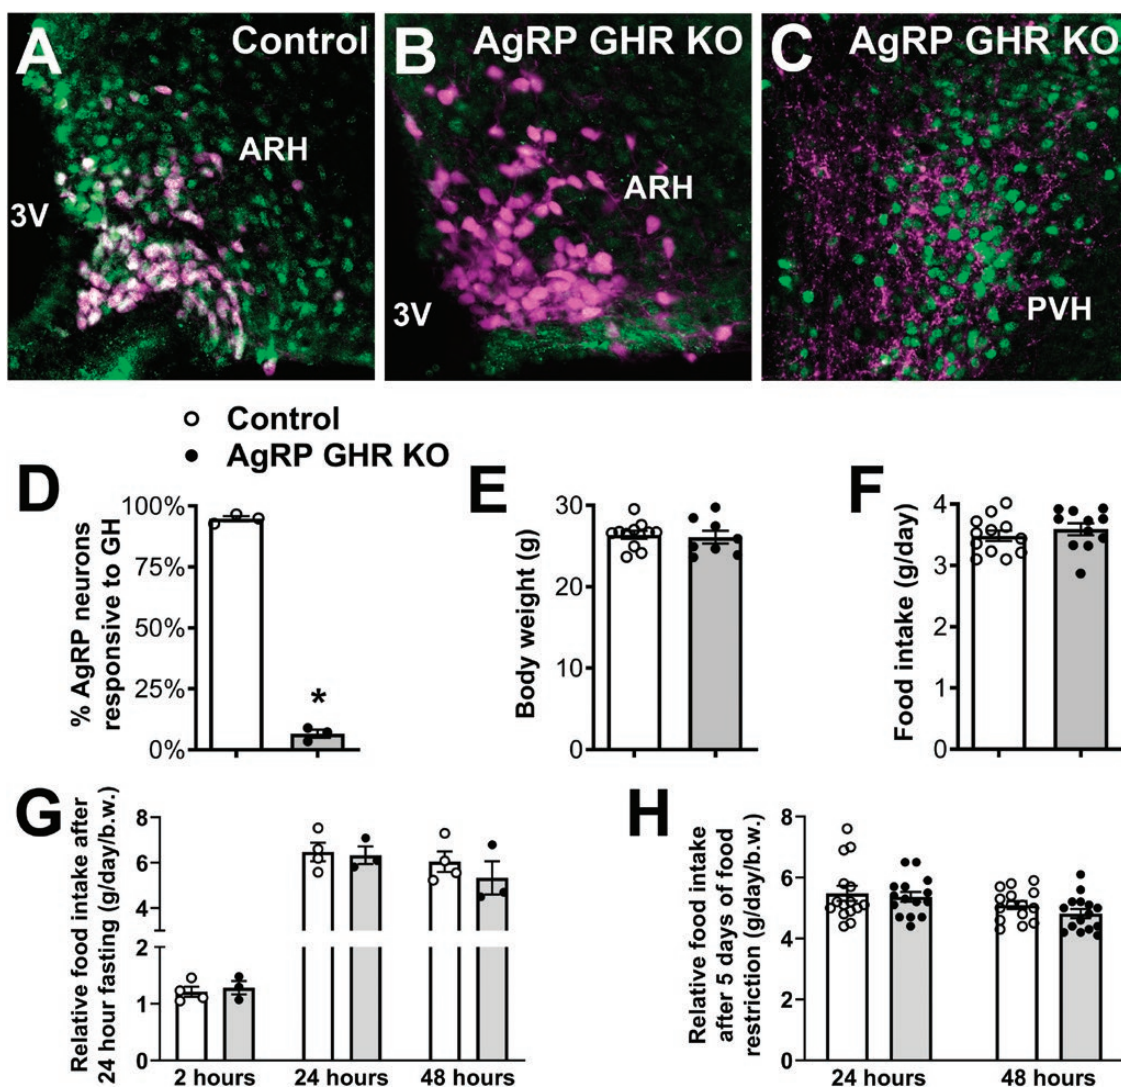 A
Control
ARH
3V
B
AgRP GHR KO
ARH
3V
C
AgRP GHR KO
PVH
Control
AgRP GHR KO
D
% AgRP neurons
responsive to GH
100%
75%
50%
25%
0%
*
E
Body weight (g)
30
20
10
0
F
Food intake (g/day)
4
3
2
1
0
G
Relative food intake after
24 hour fasting (g/day/b.w.)
8
6
4
2
1
0
2 hours
24 hours
48 hours
H
Relative food intake
after 5 days of food
restriction (g/day/b.w.)
8
6
4
2
0
24 hours
48 hours